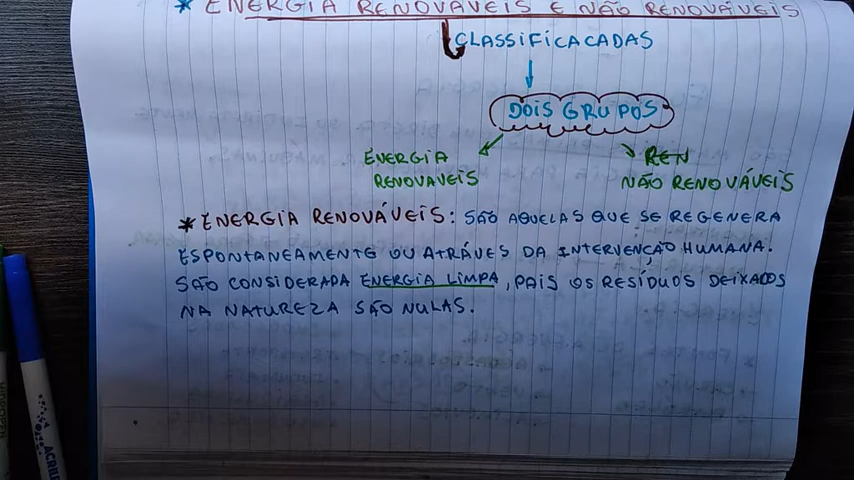 * ENERGIA RENOVÁVEIS E NÃO RENOVÁVEIS
CLASSIFICACADAS
DOIS GRUPOS
ENERGIA
RENOVAVEIS
REN
NÃO RENOVÁVEIS
* ENERGIA RENOVÁVEIS: SÃO AQUELAS QUE SE REGENERA
ESPONTANEAMENTE OU ATRÁVES DA INTERVENÇÃO HUMANA.
SÃO CONSIDERADA ENERGIA LIMPA, PAIS OS RESÍDUOS DEIXADOS
NA NATUREZA SÃO NULAS.